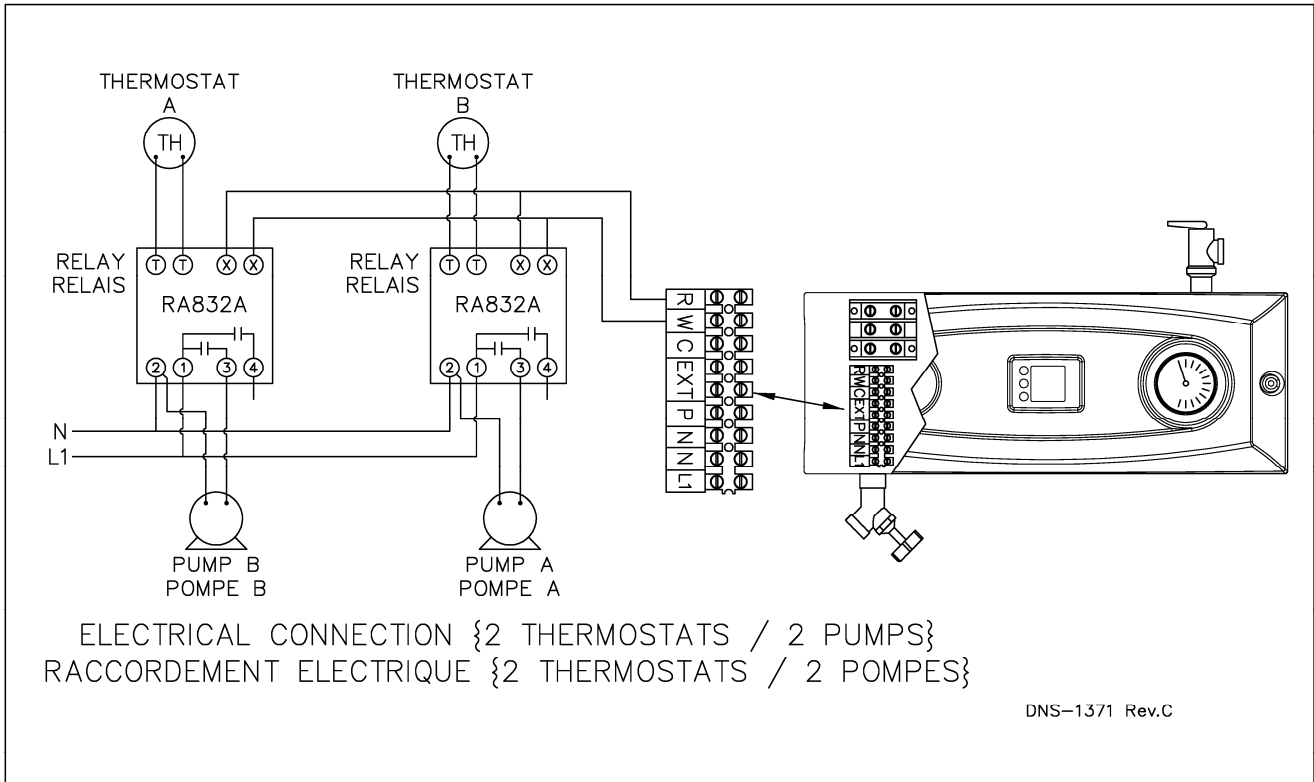 THERMOSTAT
A
TH
THERMOSTAT
B
TH
RELAY
RELAIS
T T X X
RA832A
2 1 3 4
RELAY
RELAIS
T T X X
RA832A
2 1 3 4
N
L1
PUMP B
POMPE B
PUMP A
POMPE A
R
W
C
EXT
P
N
N
L1
R
W
C
EXT
P
N
N
L1
ELECTRICAL CONNECTION {2 THERMOSTATS / 2 PUMPS}
RACCORDEMENT ELECTRIQUE {2 THERMOSTATS / 2 POMPES}
DNS-1371 Rev.C